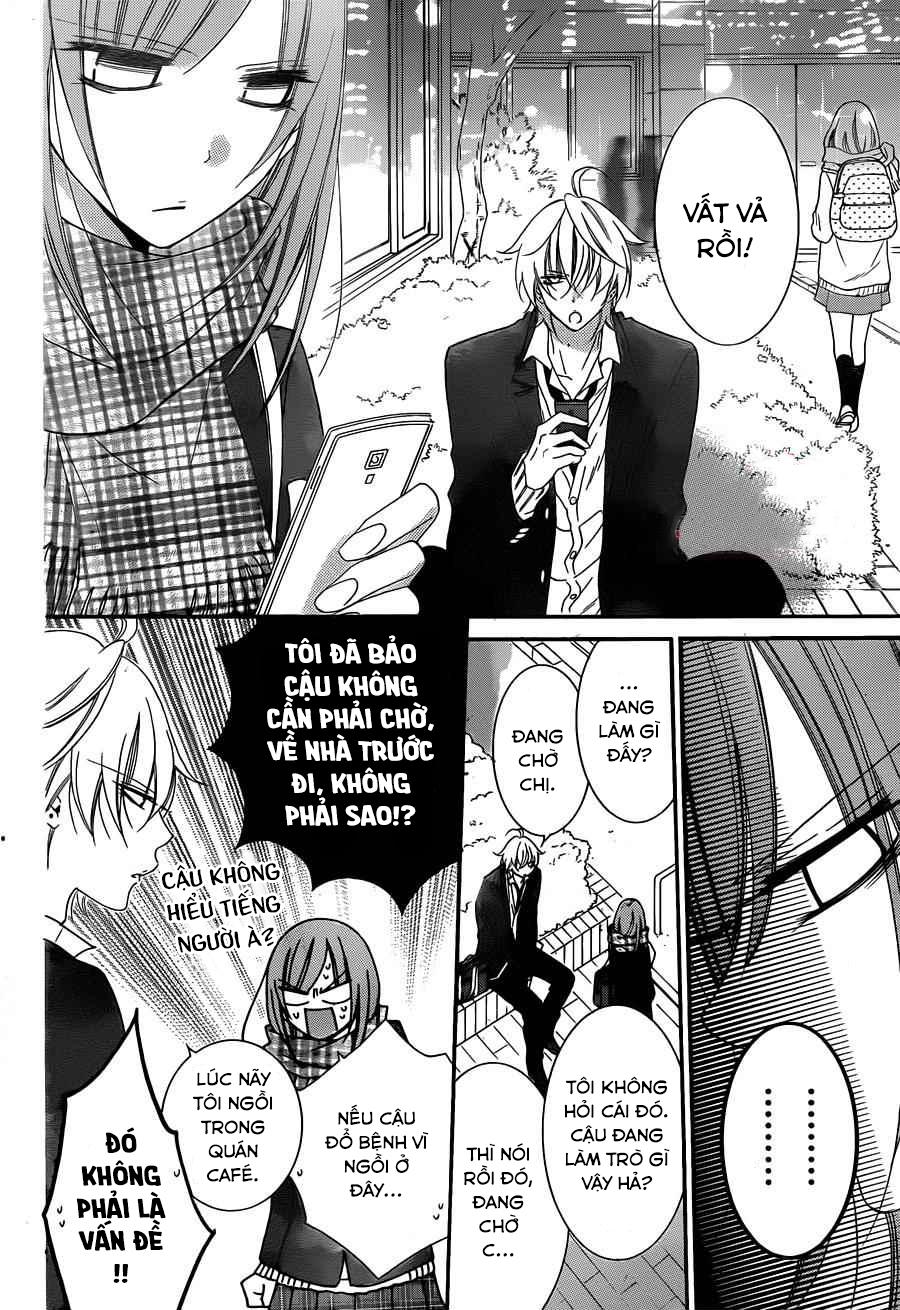 VẤT VẢ
RỒI!
...
ĐANG
LÀM GÌ
ĐẤY?
ĐANG
CHỜ
CHỊ.
TÔI KHÔNG
HỎI CÁI ĐÓ.
CẬU ĐANG
LÀM TRÒ GÌ
VẬY HẢ?
THÌ NÓI
RỒI ĐÓ,
ĐANG
CHỜ
C...
TÔI ĐÃ BẢO
CẬU KHÔNG
CẦN PHẢI CHỜ,
VỀ NHÀ TRƯỚC
ĐI, KHÔNG
PHẢI SAO!?
CẬU KHÔNG
HIỂU TIẾNG
NGƯỜI À?
NẾU CẬU
ĐỔ BỆNH VÌ
NGỒI Ở
ĐÂY...
LÚC NÃY
TÔI NGỒI
TRONG
QUÁN
CAFÉ.
ĐÓ
KHÔNG
PHẢI LÀ
VẤN ĐỀ
!!